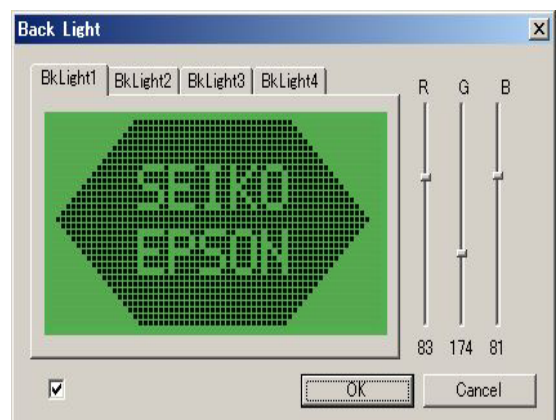 Back Light
BkLight1 BkLight2 BkLight3 BkLight4
R G B
SEIKO
EPSON
83 174 81
OK Cancel